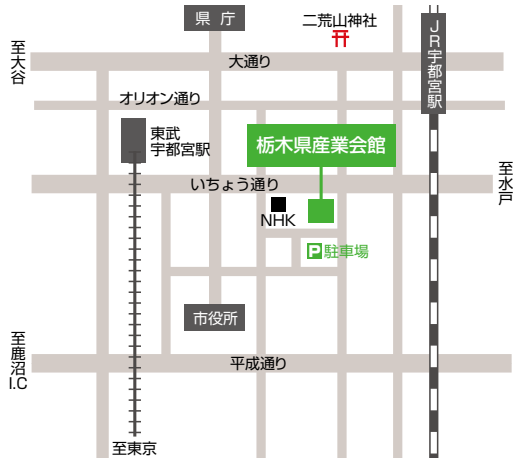 県庁
二荒山神社
JR宇都宮駅
至大谷
大通り
オリオン通り
東武
宇都宮駅
栃木県産業会館
いちょう通り
至水戸
NHK
P駐車場
市役所
至鹿沼
I.C
平成通り
至東京